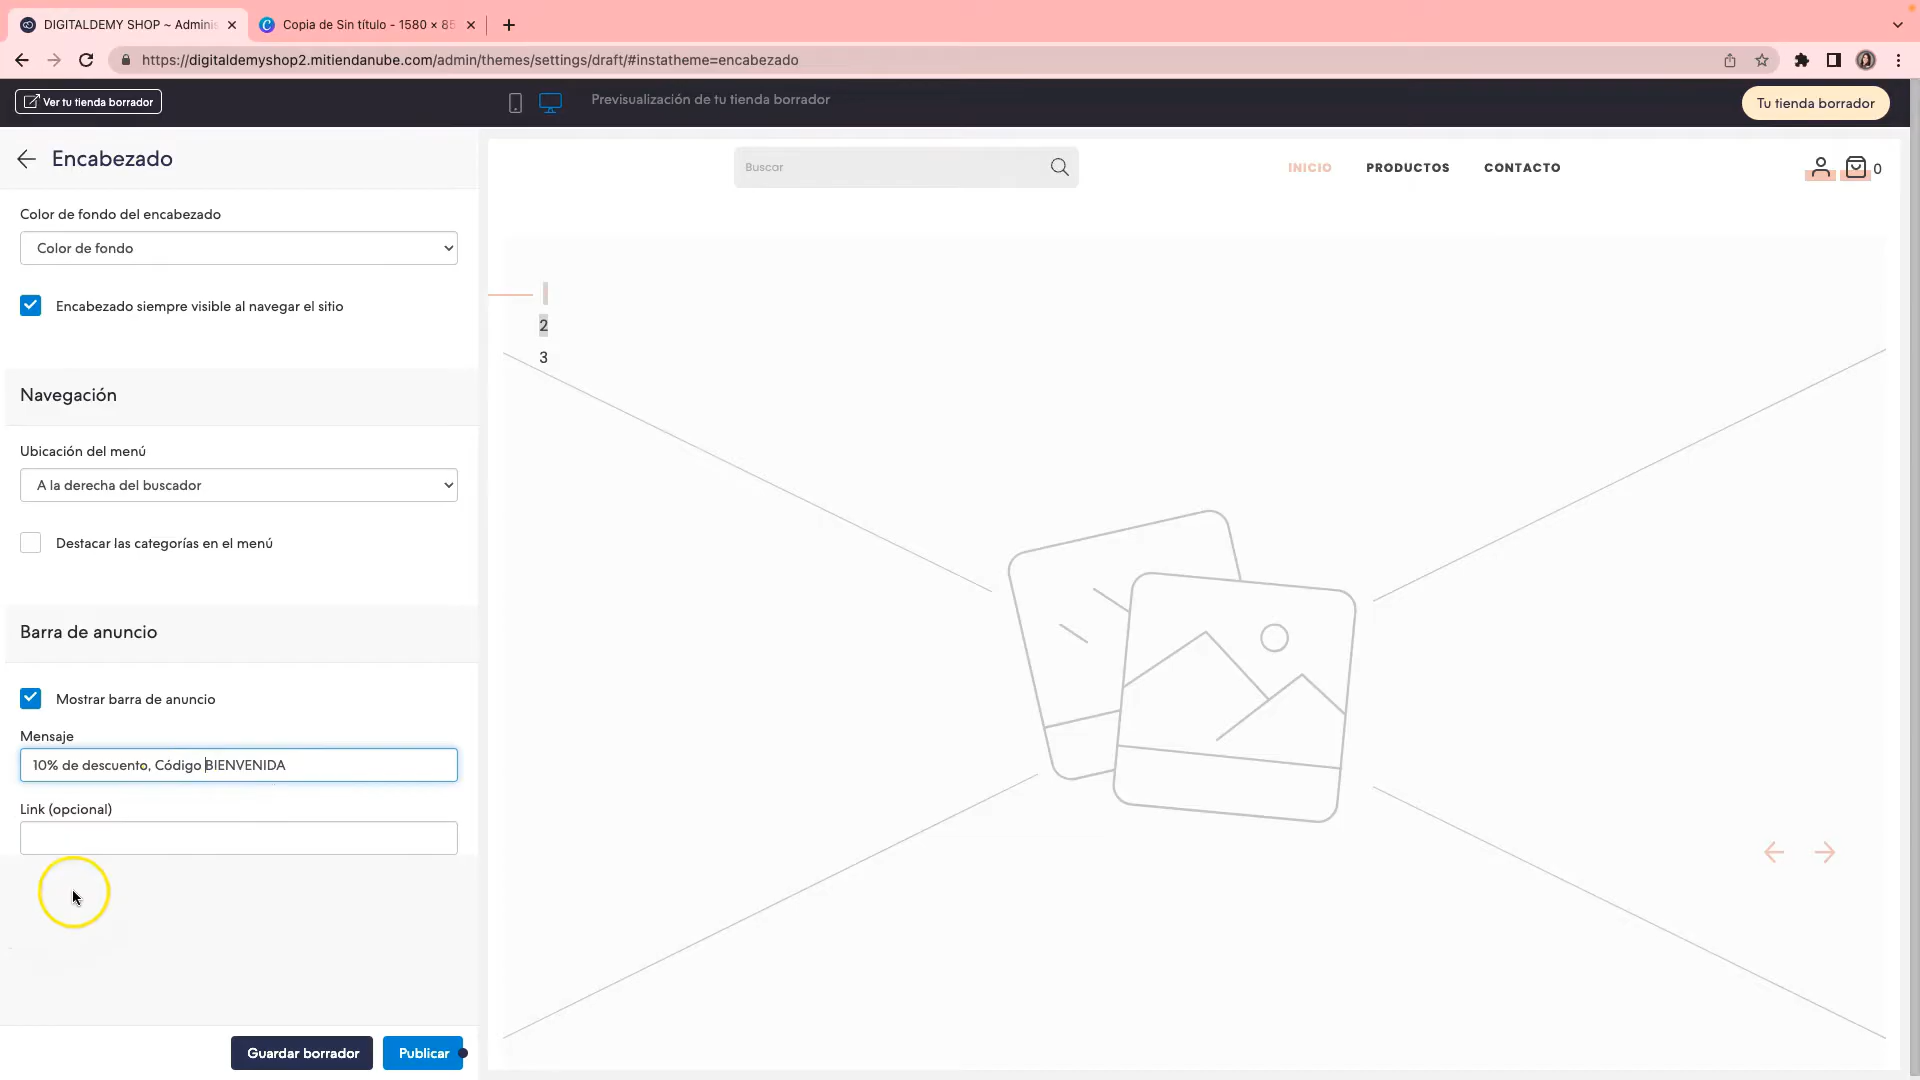 DIGITALDEMY SHOP ~ Adminis
Copia de Sin título - 1580 × 85
https://digitaldemyshop2.mitiendanube.com/admin/themes/settings/draft/#instatheme=encabezado
Ver tu tienda borrador
Previsualización de tu tienda borrador
Tu tienda borrador
Encabezado
Color de fondo del encabezado
Color de fondo
Encabezado siempre visible al navegar el sitio
Navegación
Ubicación del menú
A la derecha del buscador
Destacar las categorías en el menú
Barra de anuncio
Mostrar barra de anuncio
Mensaje
10% de descuento, Código BIENVENIDA
Link (opcional)
Guardar borrador
Publicar
Buscar
INICIO
PRODUCTOS
CONTACTO
0
2
3